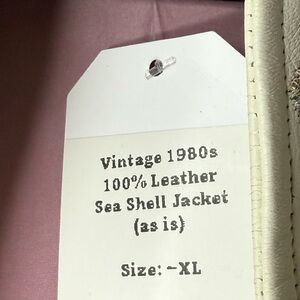 Vintage 1980s
100% Leather
Sea Shell Jacket
(as is)
Size: ~XL